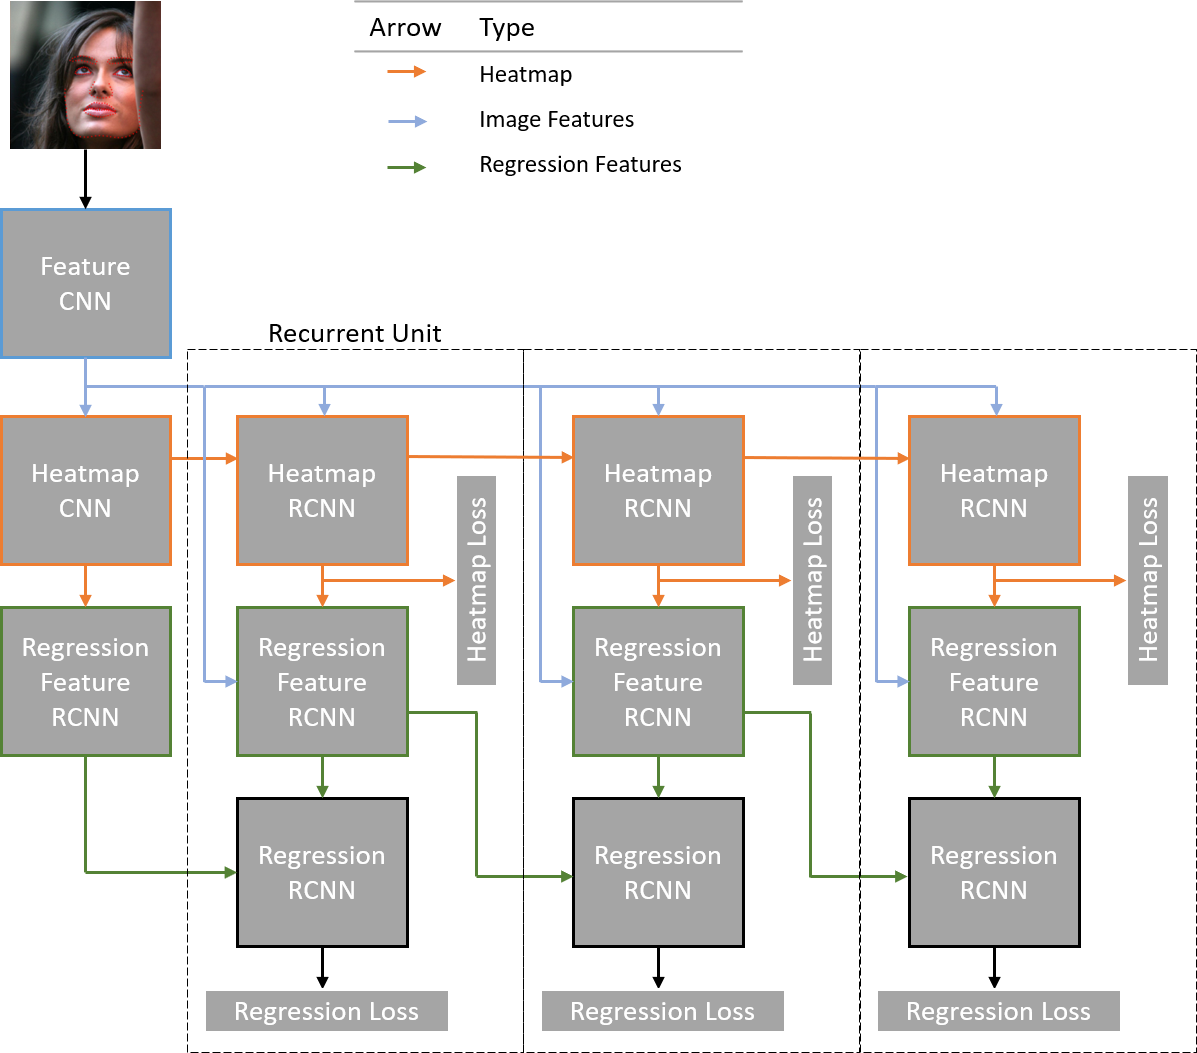 Arrow Type
Heatmap
Image Features
Regression Features
Feature
CNN
Recurrent Unit
Heatmap
CNN
Heatmap
RCNN
Heatmap
RCNN
Heatmap
RCNN
Heatmap Loss
Heatmap Loss
Heatmap Loss
Regression
Feature
RCNN
Regression
Feature
RCNN
Regression
Feature
RCNN
Regression
Feature
RCNN
Regression
RCNN
Regression
RCNN
Regression
RCNN
Regression Loss
Regression Loss
Regression Loss